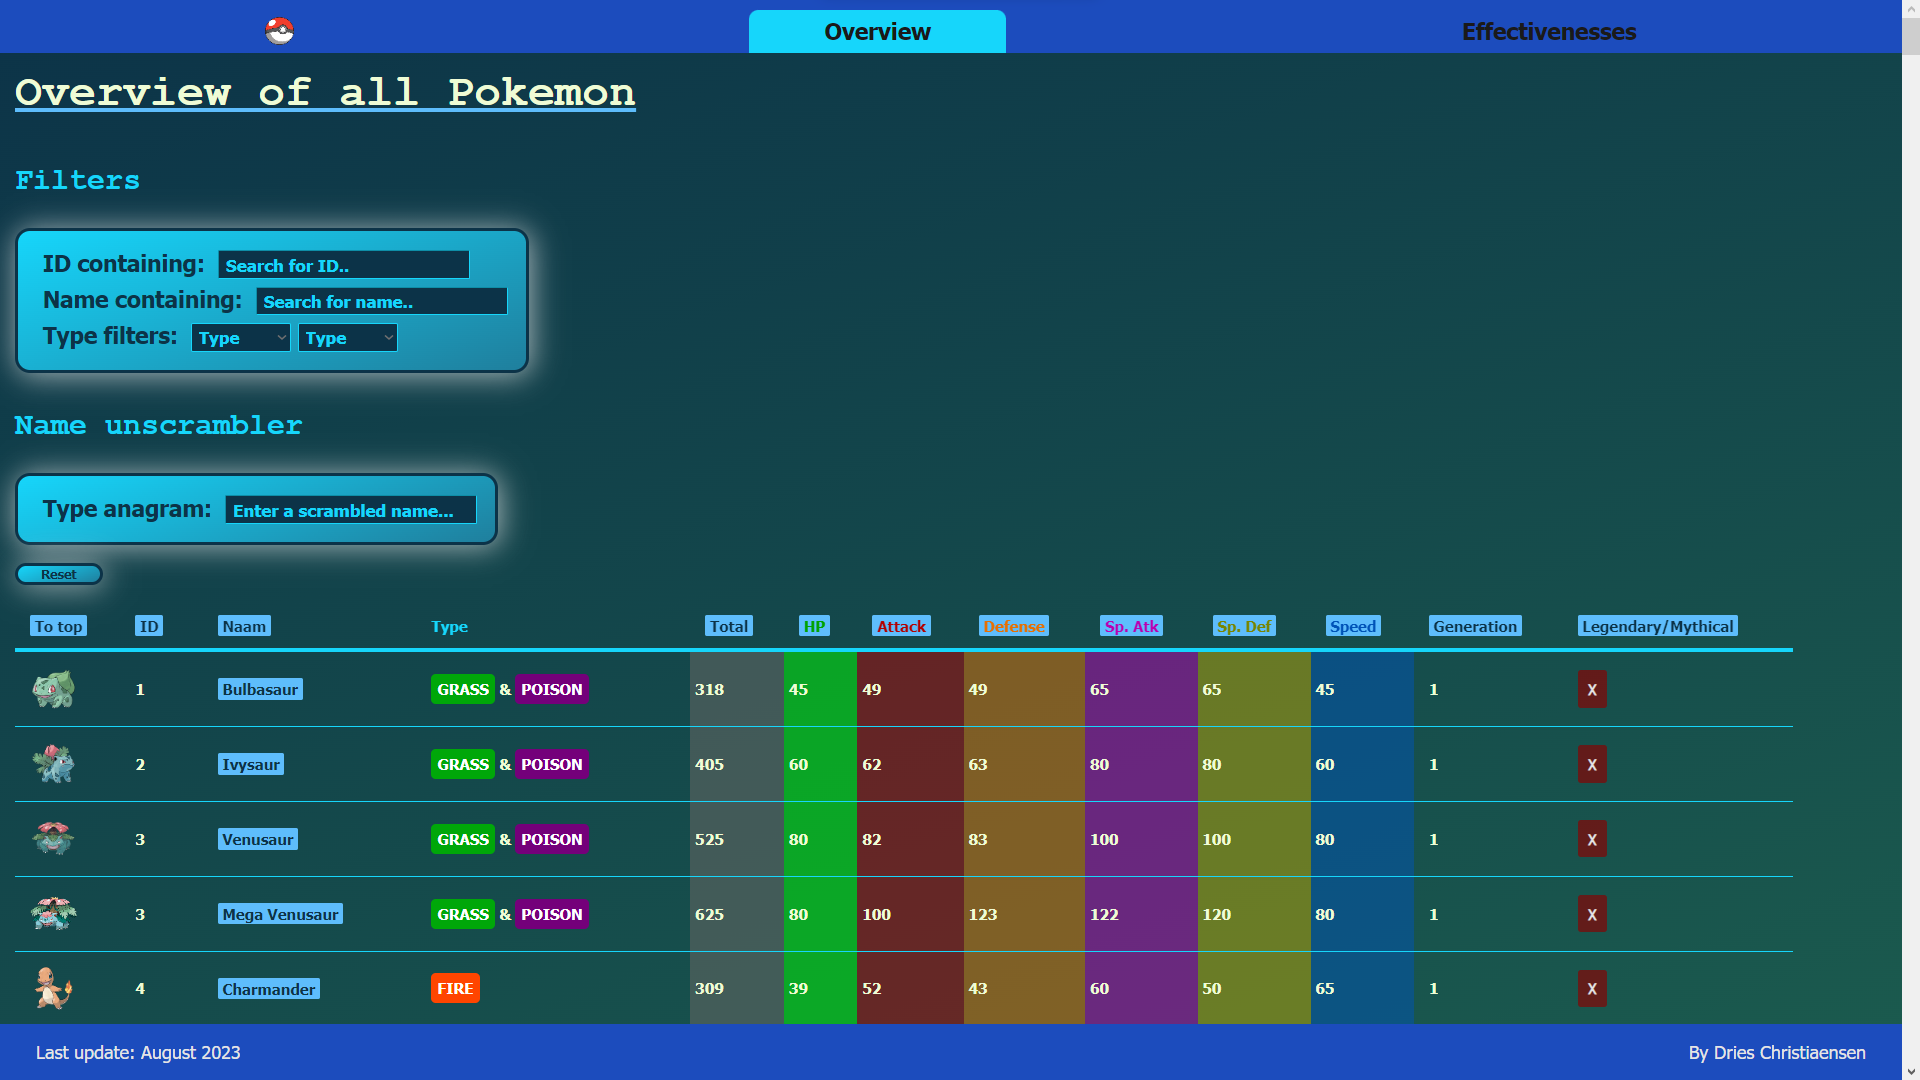 Overview Effectivenesses
Overview of all Pokemon
Filters
ID containing: Search for ID..
Name containing: Search for name..
Type filters: Type Type
Name unscrambler
Type anagram: Enter a scrambled name...
Reset
To top ID Naam Type Total HP Attack Defense Sp. Atk Sp. Def Speed Generation Legendary/Mythical
1 Bulbasaur GRASS & POISON 318 45 49 49 65 65 45 1 X
2 Ivysaur GRASS & POISON 405 60 62 63 80 80 60 1 X
3 Venusaur GRASS & POISON 525 80 82 83 100 100 80 1 X
3 Mega Venusaur GRASS & POISON 625 80 100 123 122 120 80 1 X
4 Charmander FIRE 309 39 52 43 60 50 65 1 X
Last update: August 2023 By Dries Christiaensen